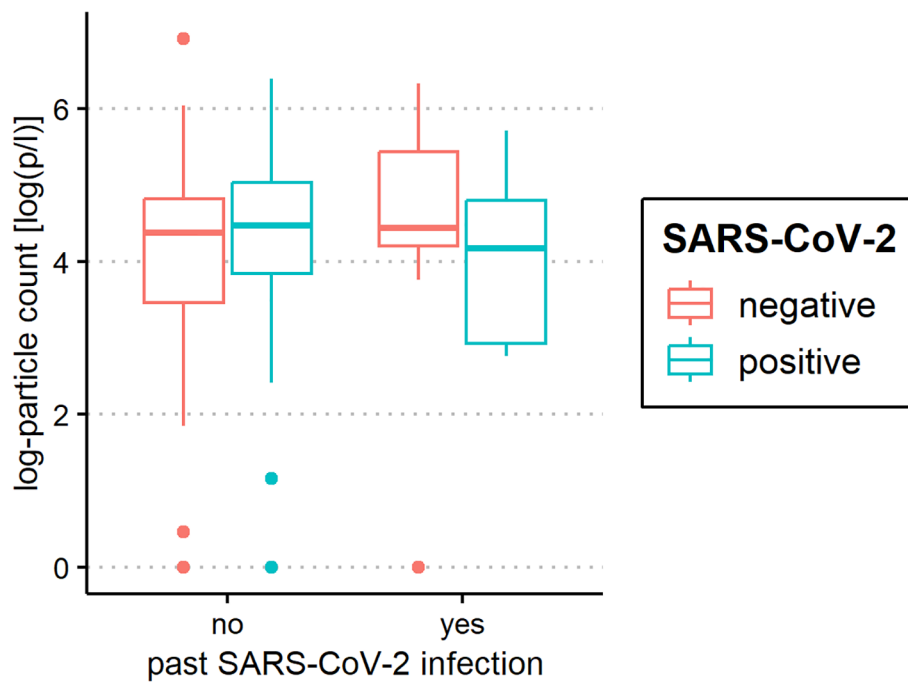 log-particle count [log(p/l)]
6
4
2
0
no yes
past SARS-CoV-2 infection
SARS-CoV-2
negative
positive